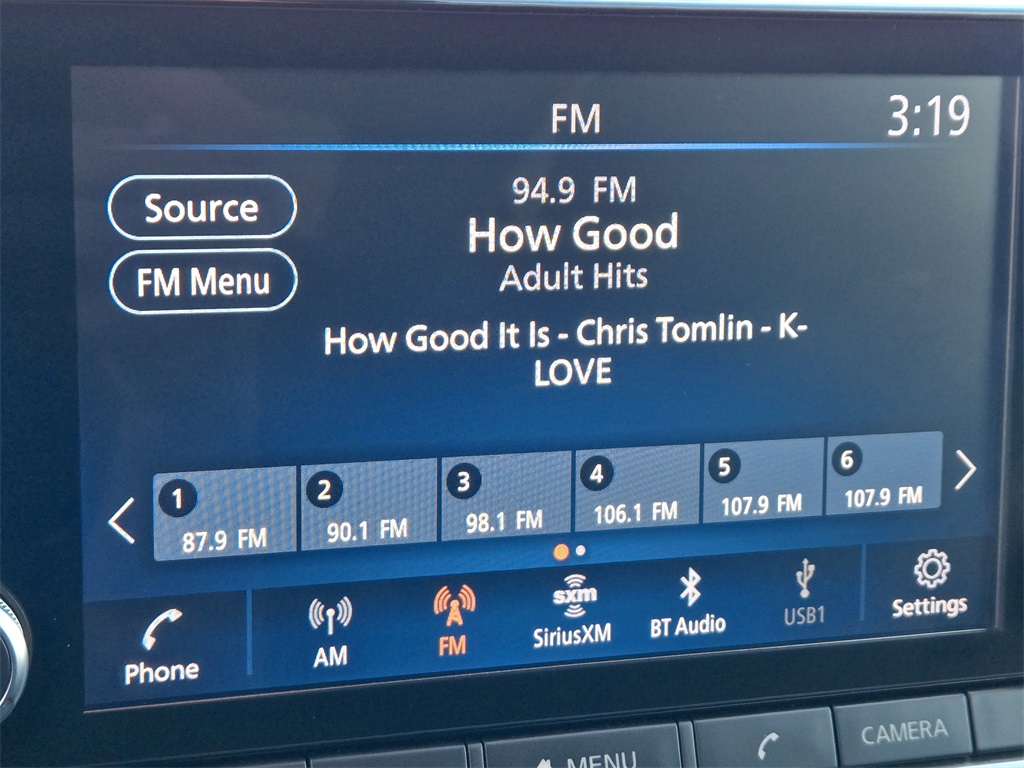 FM
3:19
Source
FM Menu
94.9 FM
How Good
Adult Hits
How Good It Is - Chris Tomlin - K-
LOVE
1
87.9 FM
2
90.1 FM
3
98.1 FM
4
106.1 FM
5
107.9 FM
6
107.9 FM
Phone
AM
FM
sxm
SiriusXM
BT Audio
USB1
Settings
MENU
CAMERA